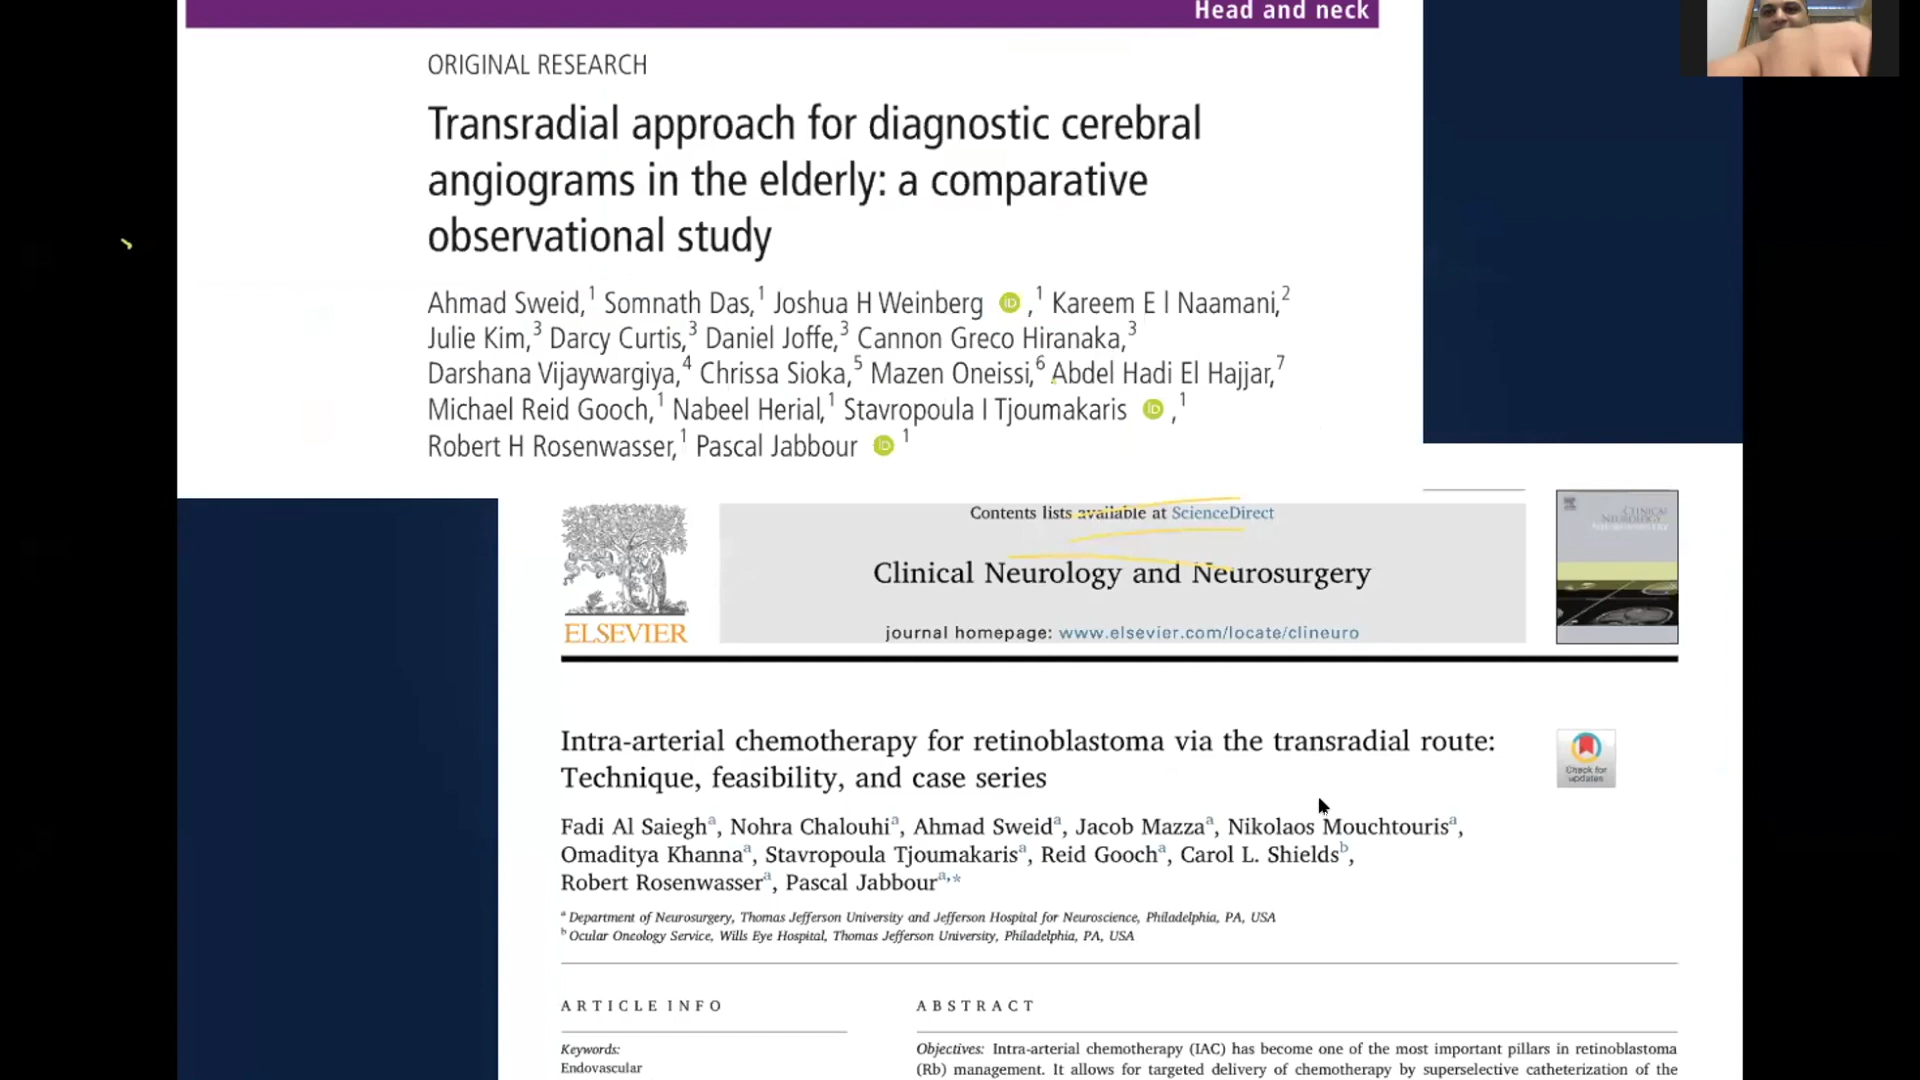 Head and neck
ORIGINAL RESEARCH
Transradial approach for diagnostic cerebral
angiograms in the elderly: a comparative
observational study
Ahmad Sweid,1 Somnath Das,1 Joshua H Weinberg iD ,1 Kareem E l Naamani,2
Julie Kim,3 Darcy Curtis,3 Daniel Joffe,3 Cannon Greco Hiranaka,3
Darshana Vijaywargiya,4 Chrissa Sioka,5 Mazen Oneissi,6 Abdel Hadi El Hajjar,7
Michael Reid Gooch,1 Nabeel Herial,1 Stavropoula I Tjoumakaris iD ,1
Robert H Rosenwasser,1 Pascal Jabbour iD 1
Contents lists available at ScienceDirect
Clinical Neurology and Neurosurgery
journal homepage: www.elsevier.com/locate/clineuro
ELSEVIER
CLINICAL
NEUROLOGY
Intra-arterial chemotherapy for retinoblastoma via the transradial route:
Technique, feasibility, and case series
Check for
updates
Fadi Al Saiegha, Nohra Chalouhia, Ahmad Sweida, Jacob Mazzaa, Nikolaos Mouchtourisa,
Omaditya Khannaa, Stavropoula Tjoumakarisa, Reid Goocha, Carol L. Shieldsb,
Robert Rosenwassera, Pascal Jabboura,*
a Department of Neurosurgery, Thomas Jefferson University and Jefferson Hospital for Neuroscience, Philadelphia, PA, USA
b Ocular Oncology Service, Wills Eye Hospital, Thomas Jefferson University, Philadelphia, PA, USA
ARTICLE INFO
Keywords:
Endovascular
ABSTRACT
Objectives: Intra-arterial chemotherapy (IAC) has become one of the most important pillars in retinoblastoma
(Rb) management. It allows for targeted delivery of chemotherapy by superselective catheterization of the